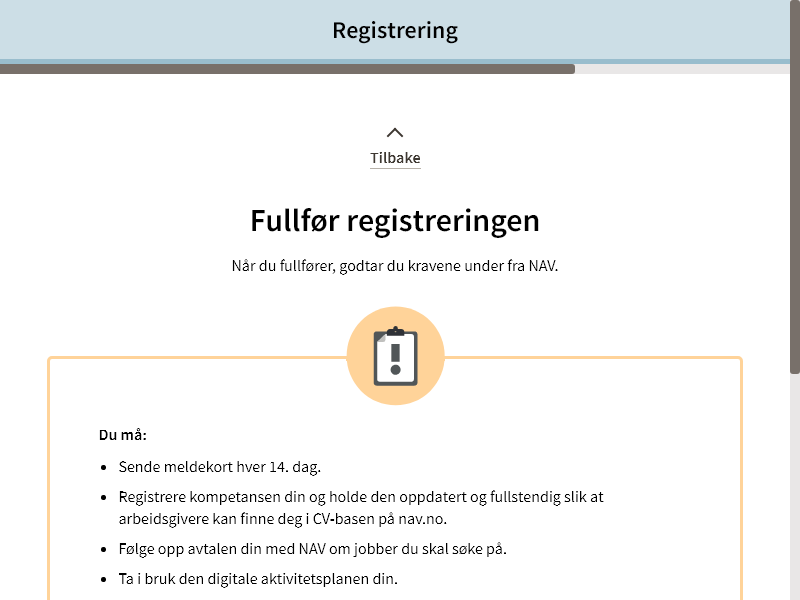 Registrering
Tilbake
Fullfør registreringen
Når du fullfører, godtar du kravene under fra NAV.
Du må:
Sende meldekort hver 14. dag.
Registrere kompetansen din og holde den oppdatert og fullstendig slik at
arbeidsgivere kan finne deg i CV-basen på nav.no.
Følge opp avtalen din med NAV om jobber du skal søke på.
Ta i bruk den digitale aktivitetsplanen din.